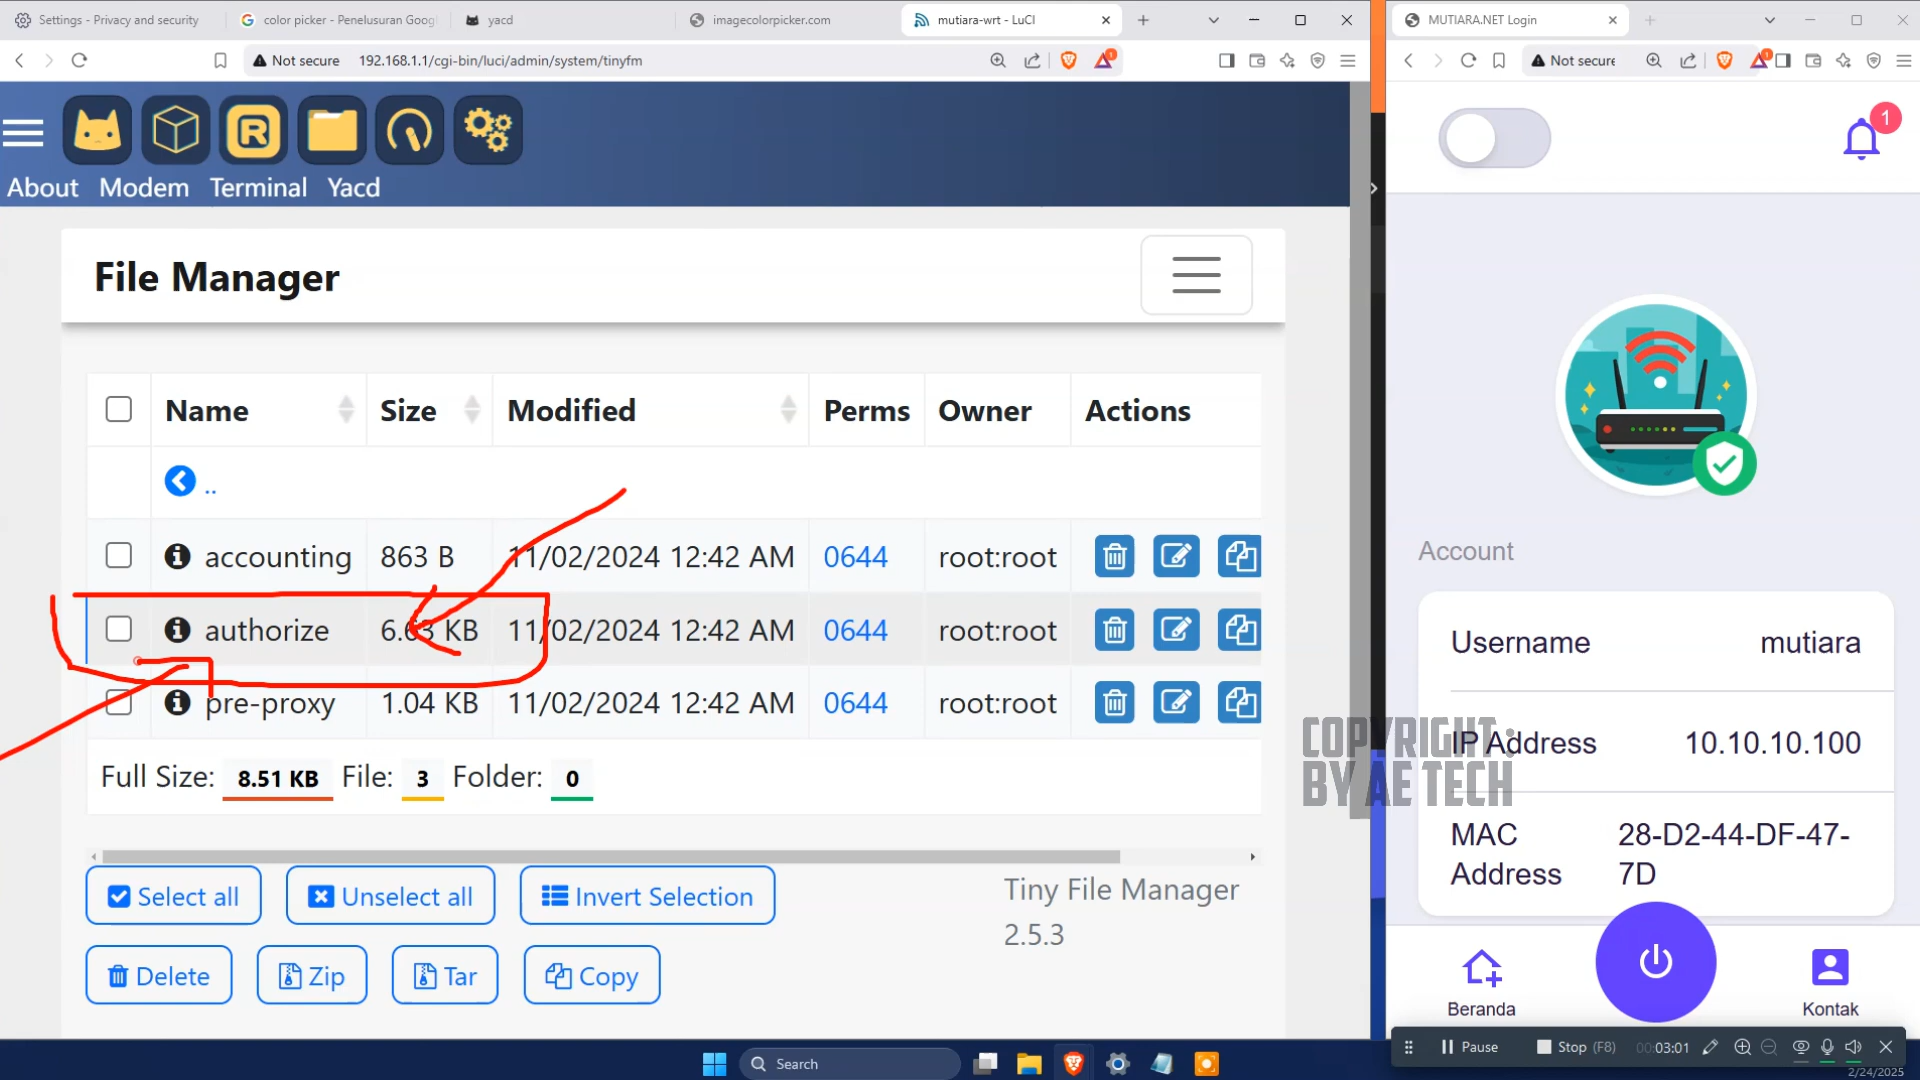 Settings - Privacy and security
color picker - Penelusuran Goog
yacd
imagecolorpicker.com
mutiara-wrt - LuCI
MUTIARA.NET Login
Not secure
192.168.1.1/cgi-bin/luci/admin/system/tinyfm
1
Not secure
1
About Modem Terminal Yacd
1
File Manager
Name Size Modified Perms Owner Actions
..
accounting 863 B 11/02/2024 12:42 AM 0644 root:root
authorize 6.63 KB 11/02/2024 12:42 AM 0644 root:root
pre-proxy 1.04 KB 11/02/2024 12:42 AM 0644 root:root
Full Size: 8.51 KB File: 3 Folder: 0
Select all Unselect all Invert Selection
Delete Zip Tar Copy
Tiny File Manager
2.5.3
Account
Username mutiara
IP Address 10.10.10.100
MAC Address 28-D2-44-DF-47-7D
COPYRIGHT :
BY AE TECH
Beranda
Kontak
Pause Stop (F8) 00:03:01
Search
2/24/2025